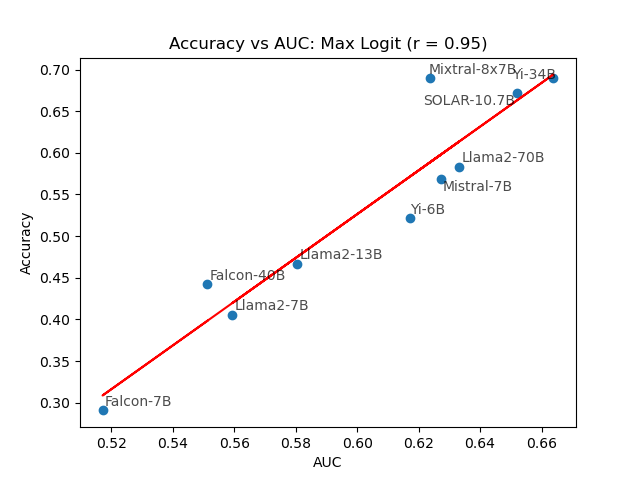 Accuracy vs AUC: Max Logit (r = 0.95)
Accuracy
0.70
0.65
0.60
0.55
0.50
0.45
0.40
0.35
0.30
Mixtral-8x7B
Yi-34B
SOLAR-10.7B
Llama2-70B
Mistral-7B
Yi-6B
Llama2-13B
Falcon-40B
Llama2-7B
Falcon-7B
0.52
0.54
0.56
0.58
0.60
0.62
0.64
0.66
AUC